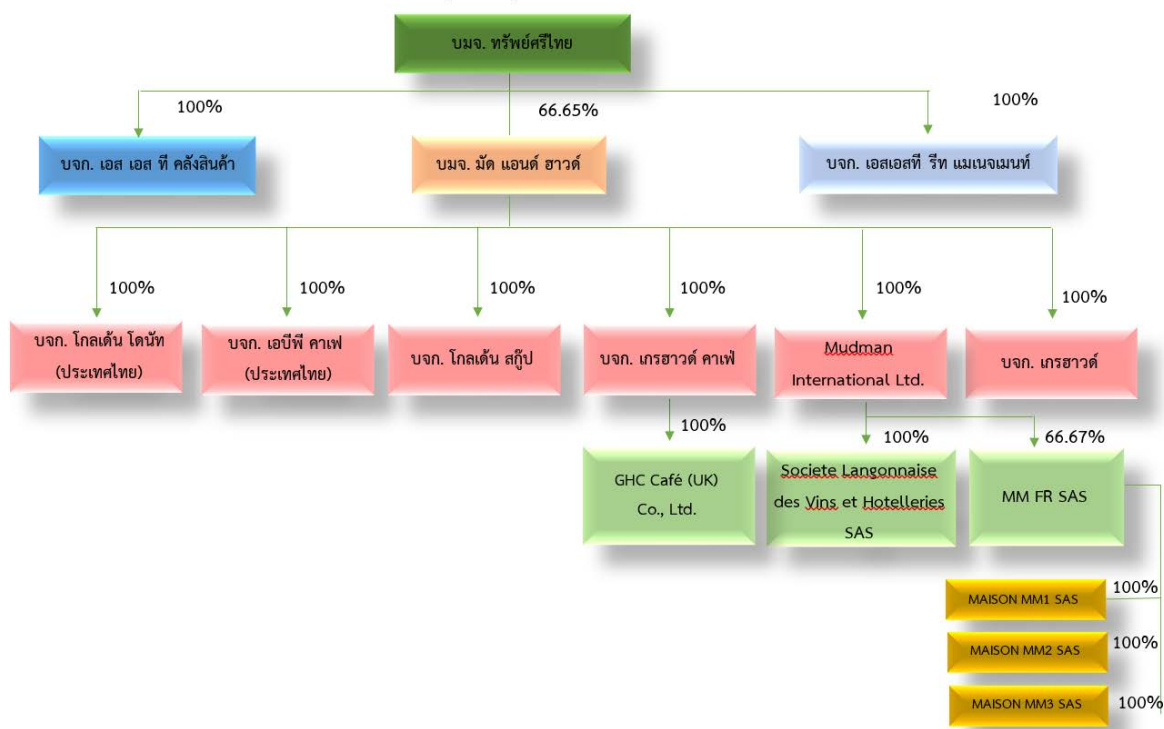 บมจ. ทรัพย์ศรีไทย
100%
66.65%
100%
บจก. เอส เอส ที คลังสินค้า
บมจ. มัด แอนด์ ฮาวด์
บจก. เอสเอสที รีท แมเนจเมนท์
100%
100%
100%
100%
100%
100%
บจก. โกลเด้น โดนัท
(ประเทศไทย)
บจก. เอบีพี คาเฟ
(ประเทศไทย)
บจก. โกลเด้น สกู๊ป
บจก. เกรฮาวด์ คาเฟ่
Mudman
International Ltd.
บจก. เกรฮาวด์
100%
100%
66.67%
GHC Café (UK)
Co., Ltd.
Societe Langonnaise
des Vins et Hotelleries
SAS
MM FR SAS
MAISON MM1 SAS
100%
MAISON MM2 SAS
100%
MAISON MM3 SAS
100%